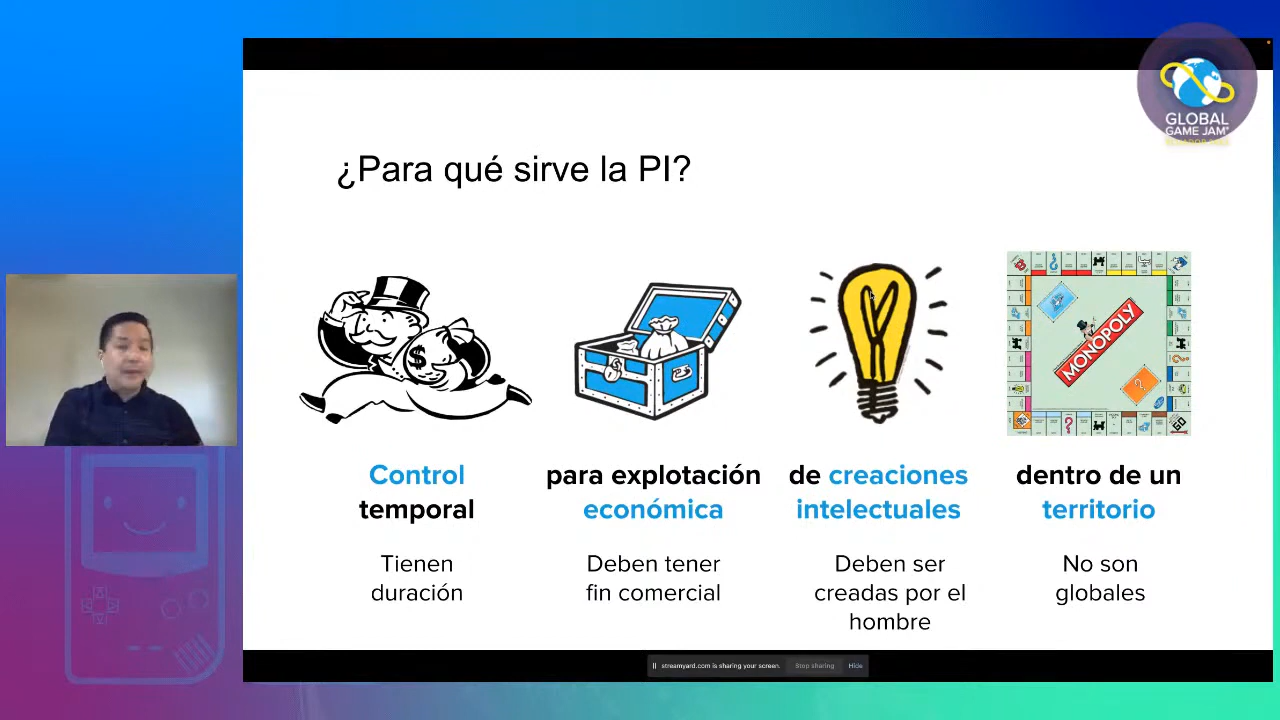 GLOBAL
GAME JAM
¿Para qué sirve la PI?
MONOPOLY
GO
$
Control
temporal
Tienen
duración
para explotación
económica
Deben tener
fin comercial
de creaciones
intelectuales
Deben ser
creadas por el
hombre
dentro de un
territorio
No son
globales
streamyard.com is sharing your screen.
Stop sharing
Hide